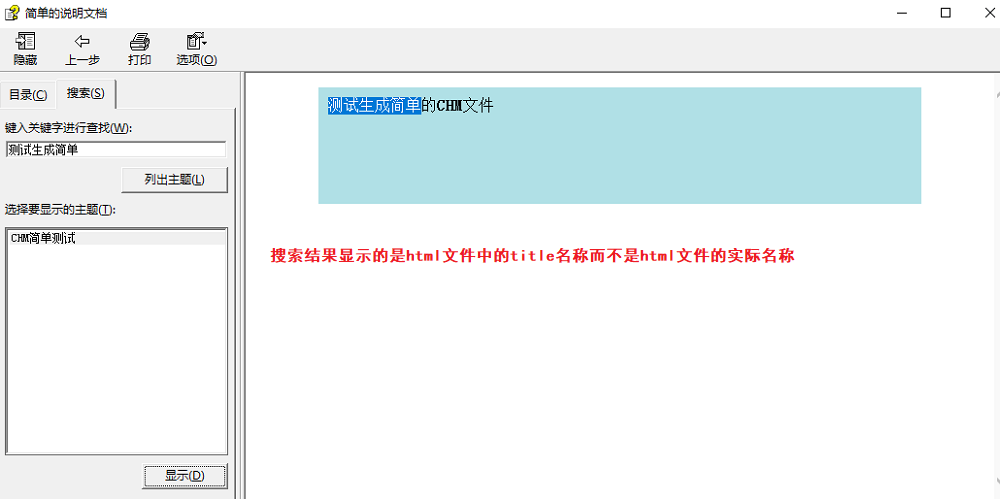 简单的说明文档
隐藏 上一步 打印 选项(O)
目录(C) 搜索(S)
键入关键字进行查找(W):
测试生成简单
列出主题(L)
选择要显示的主题(T):
CHM简单测试
显示(D)
测试生成简单的CHM文件
搜索结果显示的是html文件中的title名称而不是html文件的实际名称